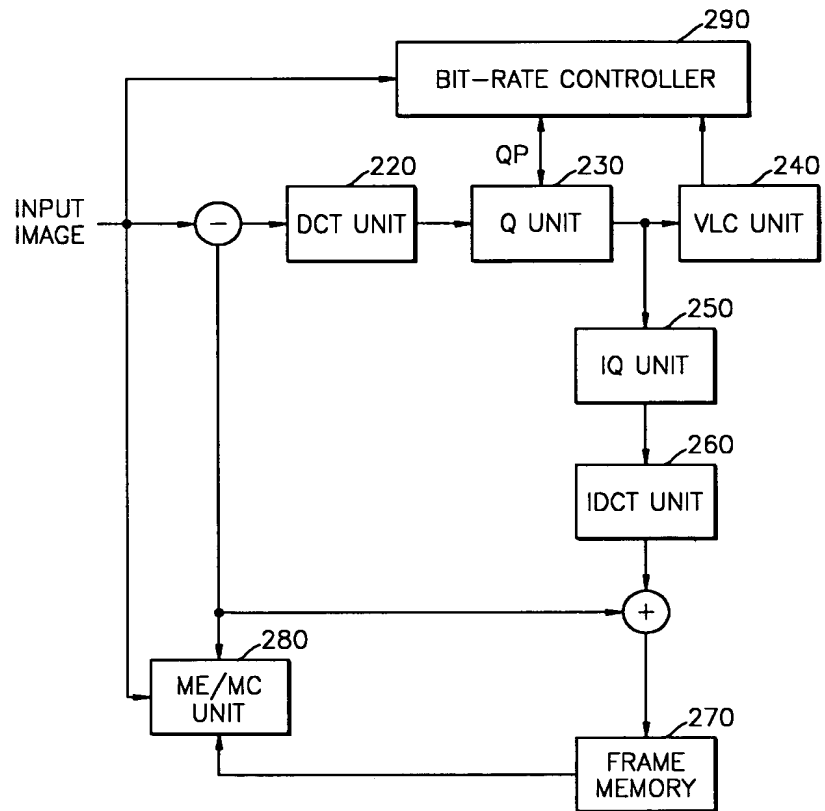 290
BIT-RATE CONTROLLER
QP
220
230
240
INPUT
IMAGE
-
DCT UNIT
Q UNIT
VLC UNIT
250
IQ UNIT
260
IDCT UNIT
+
280
ME/MC
UNIT
270
FRAME
MEMORY